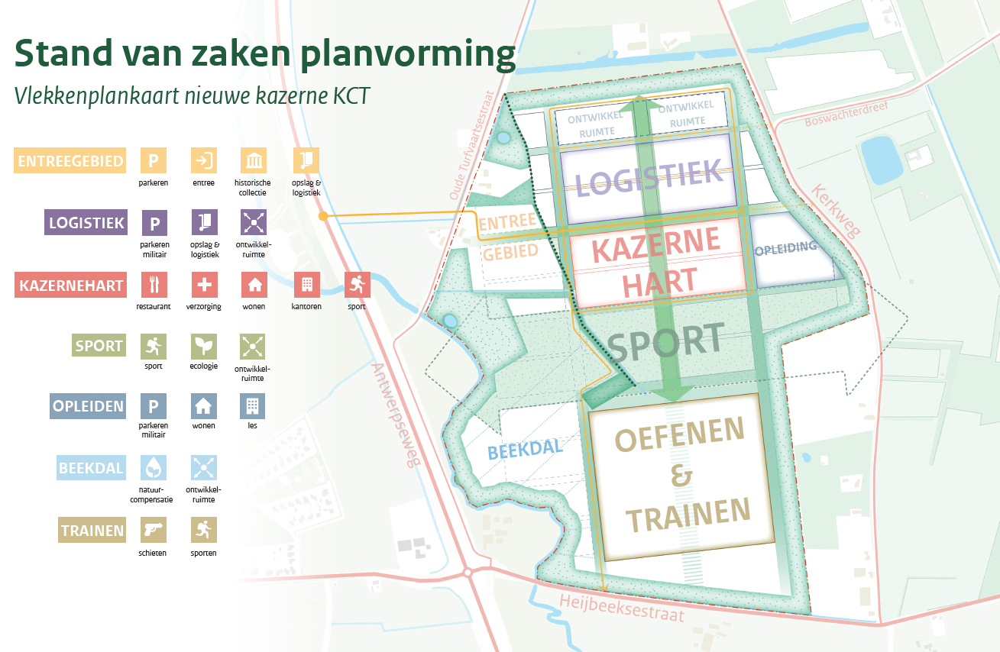 Stand van zaken planvorming
Vlekkenplankaart nieuwe kazerne KCT
ENTREEGEBIED
P
parkeren
entree
historische
collectie
opslag &
logistiek
LOGISTIEK
P
parkeren
militair
opslag &
logistiek
ontwikkel-
ruimte
KAZERNEHART
restaurant
verzorging
wonen
kantoren
sport
SPORT
sport
ecologie
ontwikkel-
ruimte
OPLEIDEN
P
parkeren
militair
wonen
les
BEEKDAL
natuur-
compensatie
ontwikkel-
ruimte
TRAINEN
schieten
sporten
Oude Turfvaartsestraat
Boswachterdreef
Kerkweg
Antwerpseweg
Heijbeeksestraat
ONTWIKKEL
RUIMTE
ONTWIKKEL
RUIMTE
LOGISTIEK
ENTREE
GEBIED
KAZERNE
HART
OPLEIDING
SPORT
BEEKDAL
OEFENEN
&
TRAINEN